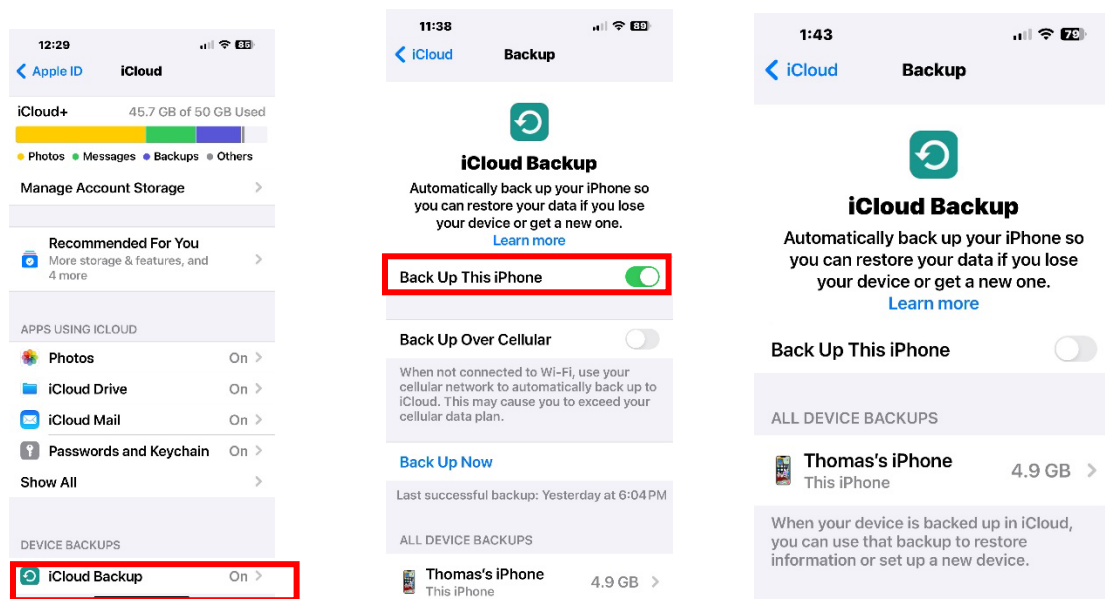 12:29
86
Apple ID
iCloud
iCloud+
45.7 GB of 50 GB Used
Photos Messages Backups Others
Manage Account Storage
Recommended For You
More storage & features, and
4 more
APPS USING ICLOUD
Photos On
iCloud Drive On
iCloud Mail On
Passwords and Keychain On
Show All
DEVICE BACKUPS
iCloud Backup On
11:38
89
iCloud
Backup
iCloud Backup
Automatically back up your iPhone so
you can restore your data if you lose
your device or get a new one.
Learn more
Back Up This iPhone
Back Up Over Cellular
When not connected to Wi-Fi, use your
cellular network to automatically back up to
iCloud. This may cause you to exceed your
cellular data plan.
Back Up Now
Last successful backup: Yesterday at 6:04 PM
ALL DEVICE BACKUPS
Thomas's iPhone
This iPhone
4.9 GB
1:43
79
iCloud
Backup
iCloud Backup
Automatically back up your iPhone so
you can restore your data if you lose
your device or get a new one.
Learn more
Back Up This iPhone
ALL DEVICE BACKUPS
Thomas's iPhone
This iPhone
4.9 GB
When your device is backed up in iCloud,
you can use that backup to restore
information or set up a new device.